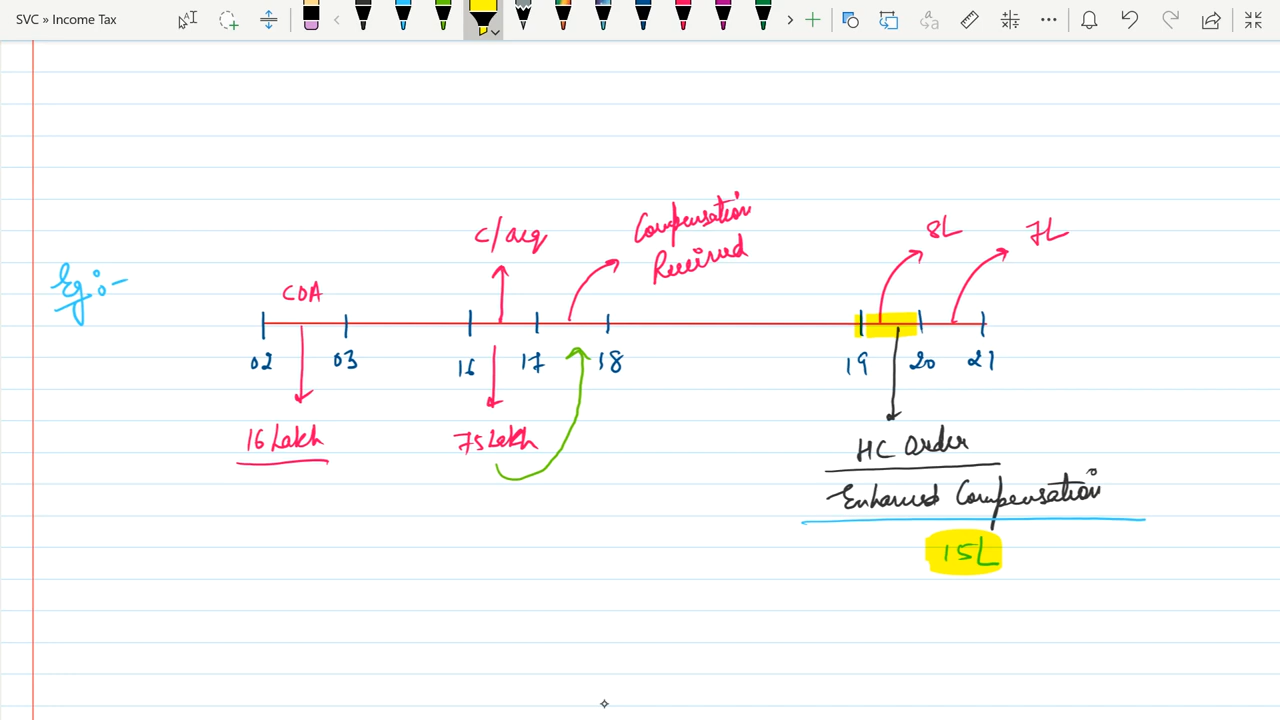 SVC » Income Tax
Eg:-
COA
c/acq
Compensation
Received
8L
7L
02 03 16 17 18 19 20 21
16 Lakh
75 Lakh
HC Order
Enhanced Compensation
15L